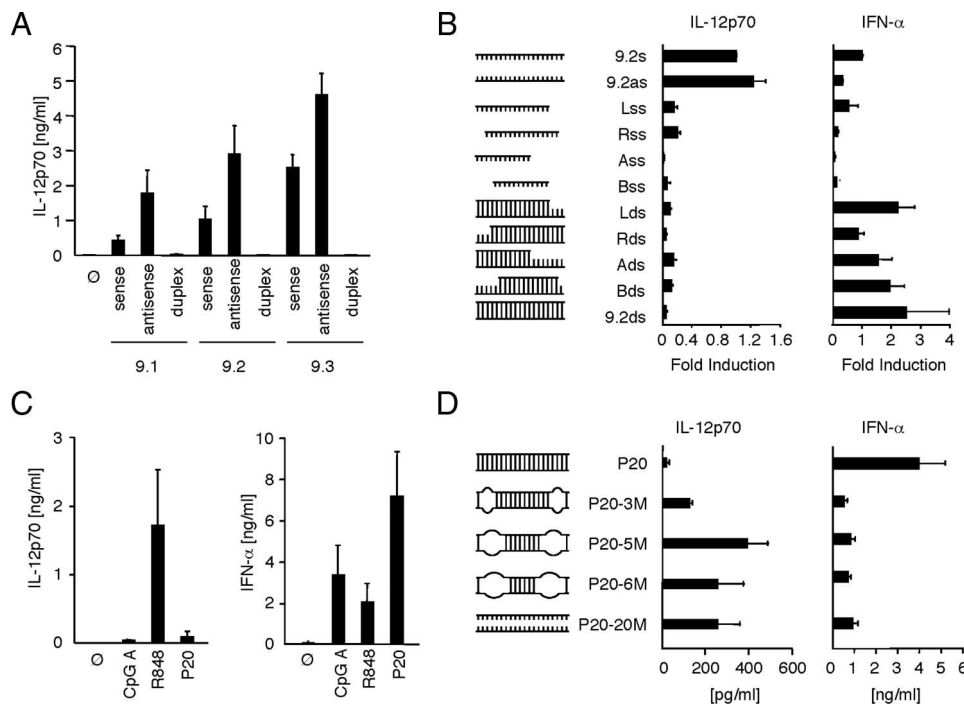 A
IL-12p70 [ng/ml]
6
5
4
3
2
1
0
∅
sense
antisense
duplex
sense
antisense
duplex
sense
antisense
duplex
9.1
9.2
9.3
B
IL-12p70
IFN-α
9.2s
9.2as
Lss
Rss
Ass
Bss
Lds
Rds
Ads
Bds
9.2ds
0 0.4 0.8 1.2 1.6
0 1 2 3 4
Fold Induction
Fold Induction
C
IL-12p70 [ng/ml]
3
2
1
0
∅
CpG A
R848
P20
IFN-α [ng/ml]
10
8
6
4
2
0
∅
CpG A
R848
P20
D
IL-12p70
IFN-α
P20
P20-3M
P20-5M
P20-6M
P20-20M
0 200 400 600
0 1 2 3 4 5 6
[pg/ml]
[ng/ml]